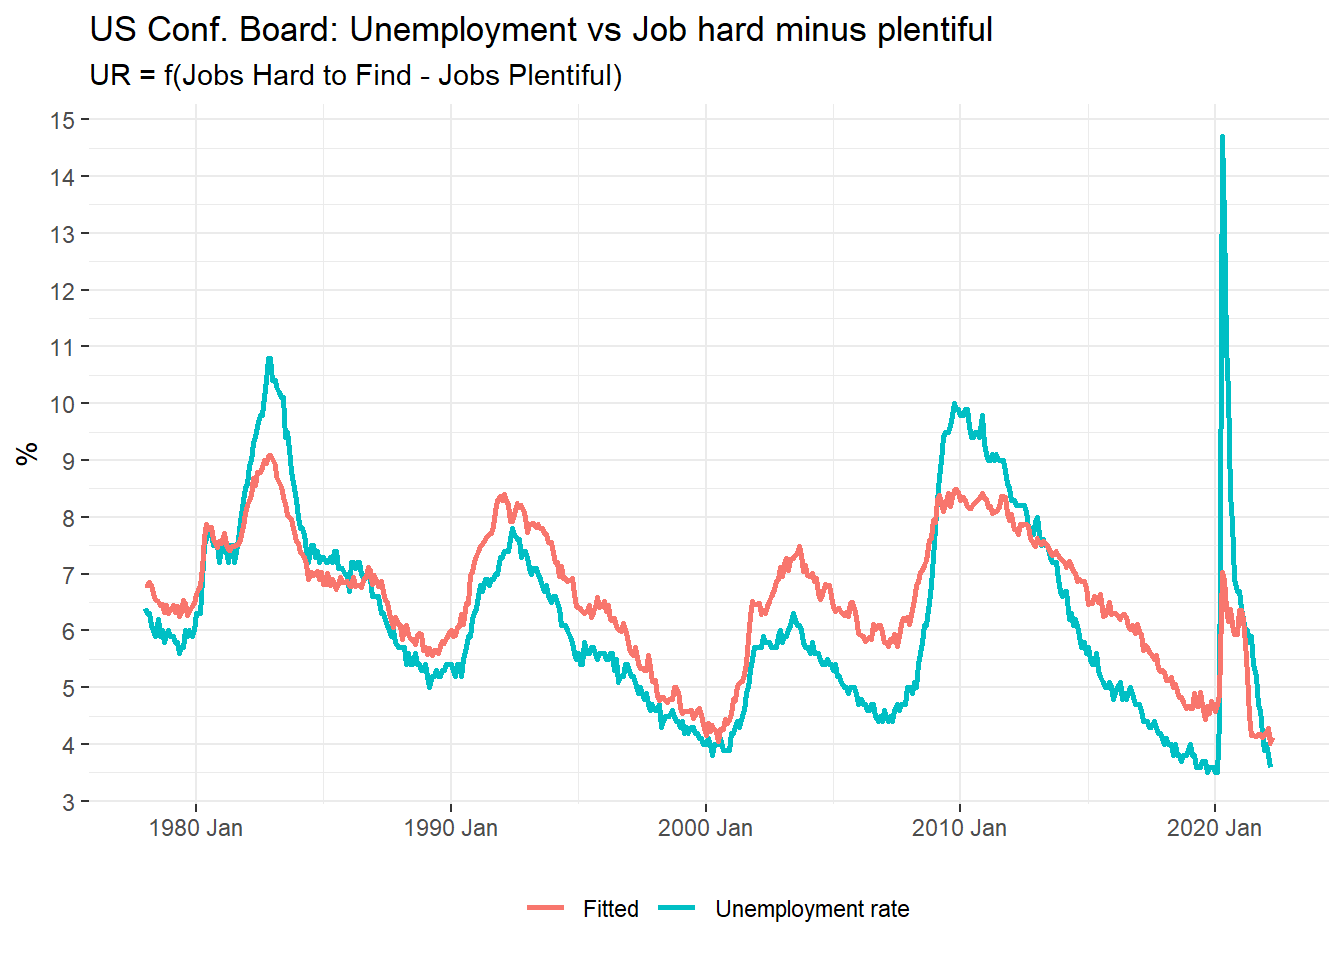 US Conf. Board: Unemployment vs Job hard minus plentiful
UR = f(Jobs Hard to Find - Jobs Plentiful)
15
14
13
12
11
10
9
8
7
6
5
4
3
%
1980 Jan
1990 Jan
2000 Jan
2010 Jan
2020 Jan
Fitted
Unemployment rate